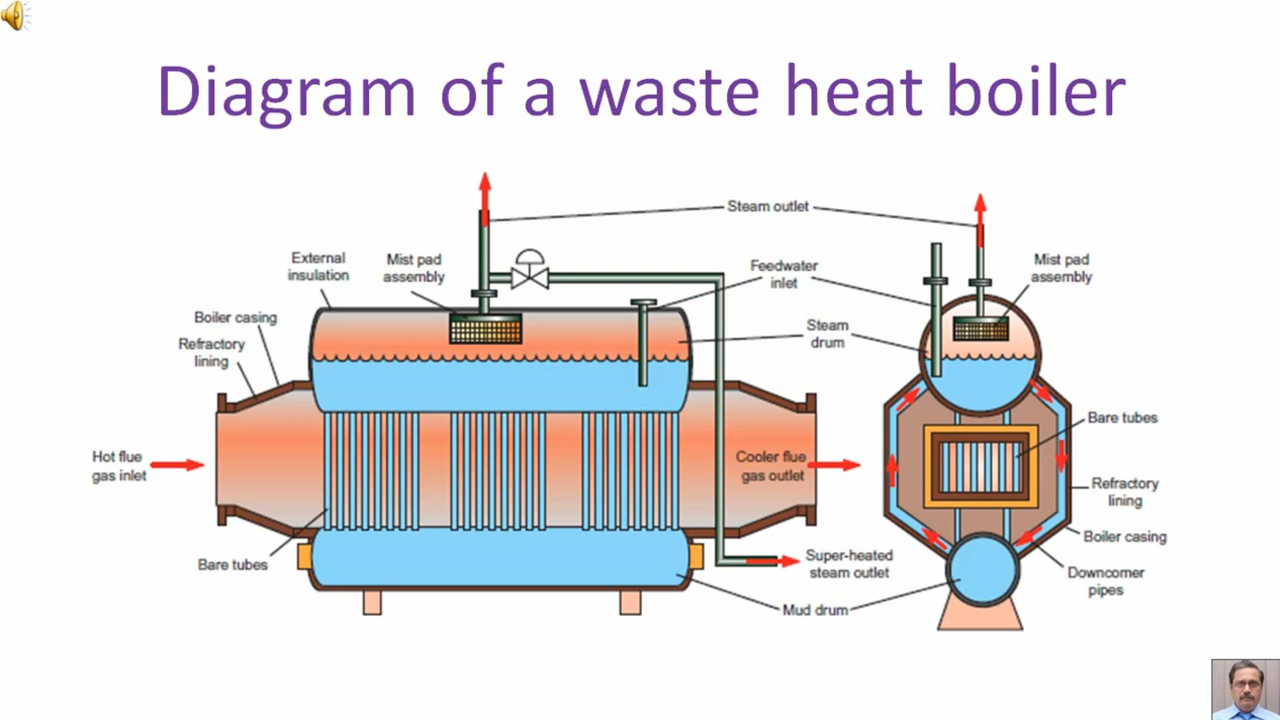 Diagram of a waste heat boiler
Steam outlet
External
insulation
Mist pad
assembly
Feedwater
inlet
Mist pad
assembly
Boiler casing
Refractory
lining
Steam
drum
Hot flue
gas inlet
Cooler flue
gas outlet
Bare tubes
Refractory
lining
Boiler casing
Bare tubes
Super-heated
steam outlet
Downcomer
pipes
Mud drum